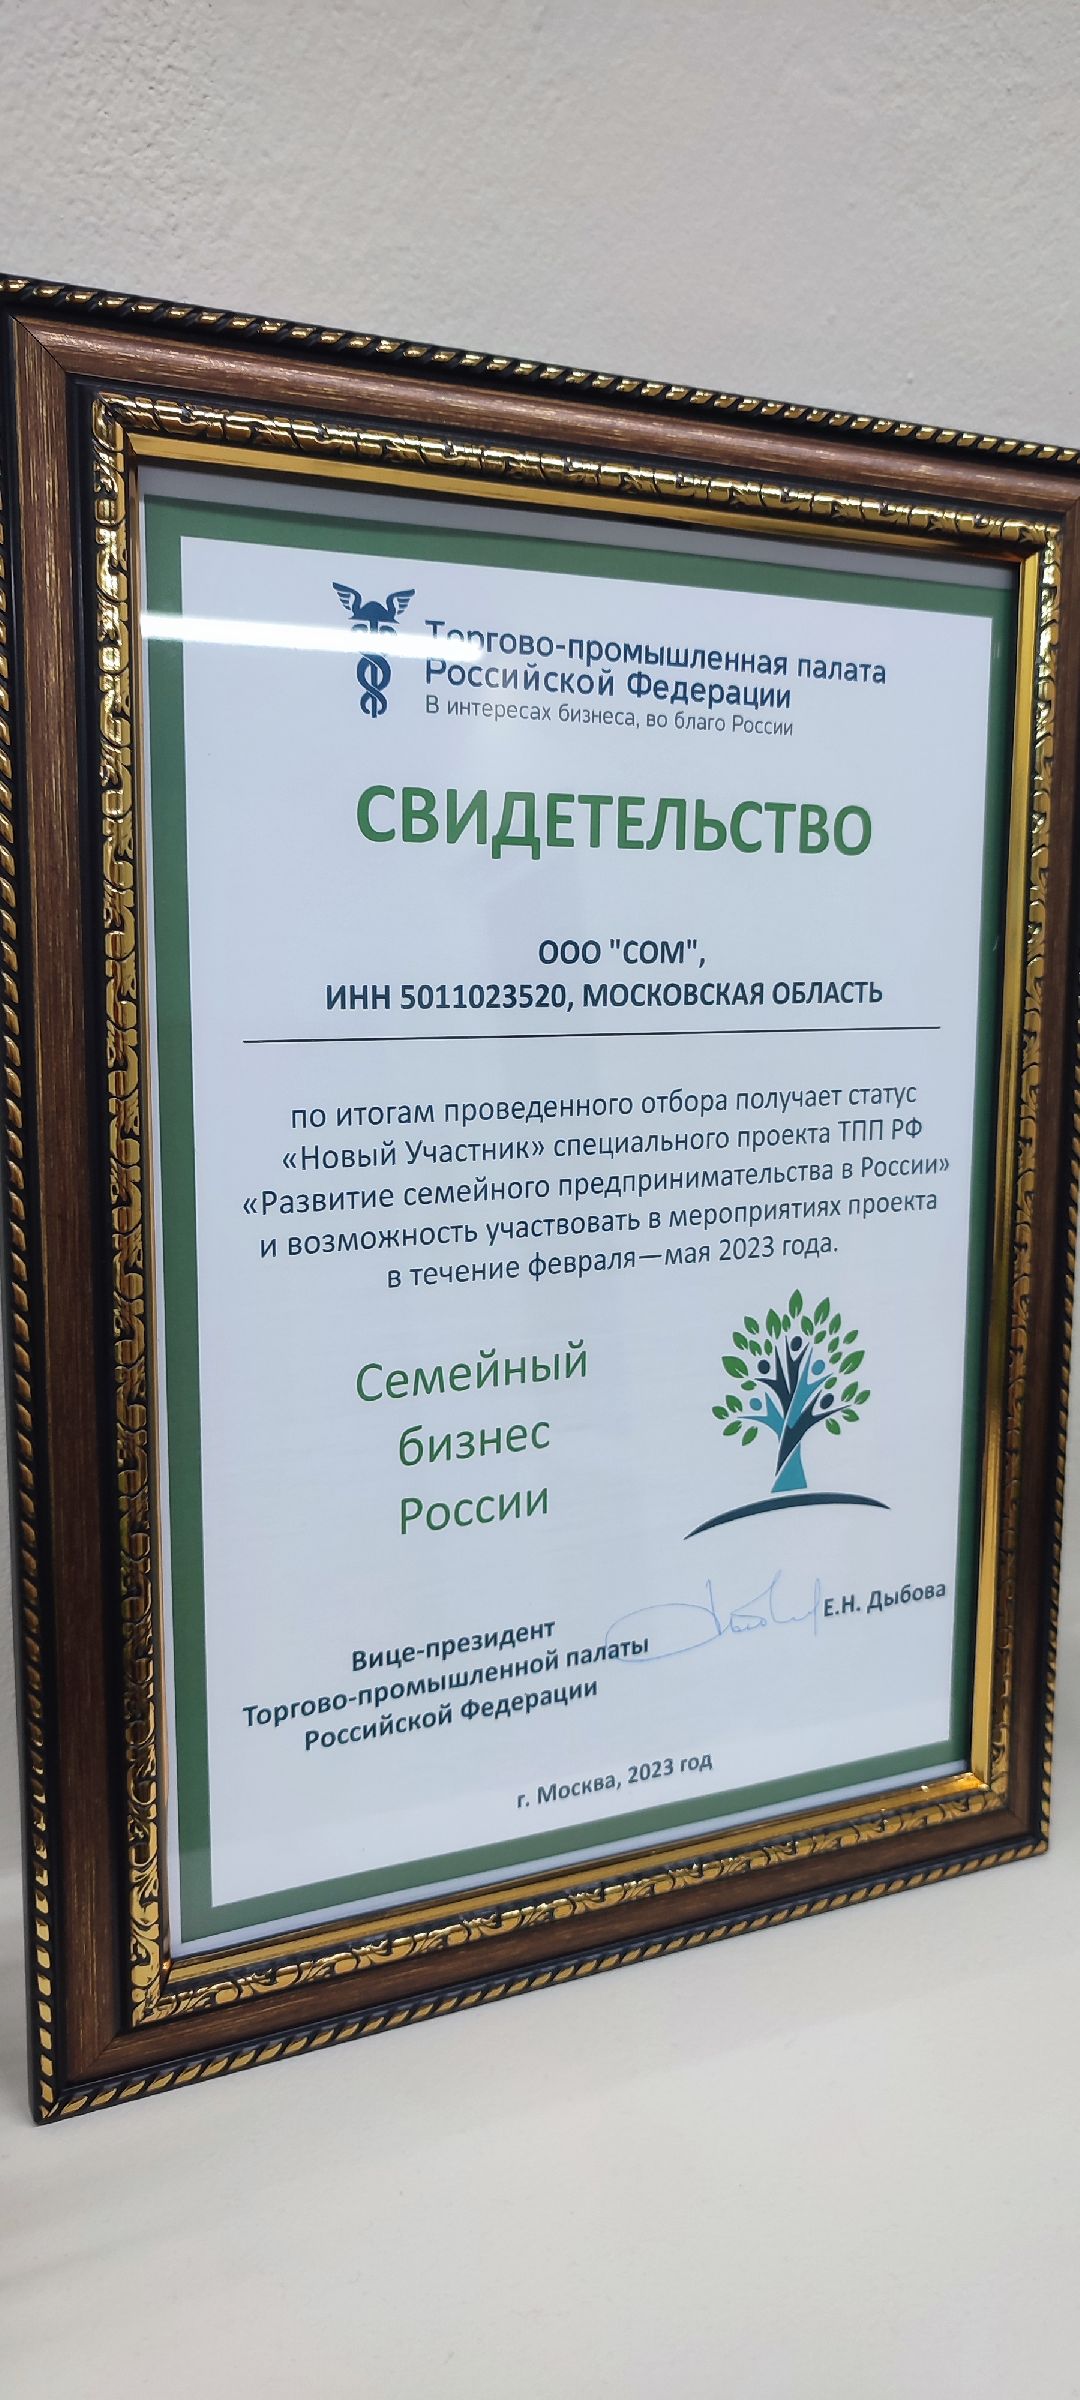 Торгово-промышленная палата
Российской Федерации
В интересах бизнеса, во благо России
СВИДЕТЕЛЬСТВО
ООО "СОМ",
ИНН 5011023520, МОСКОВСКАЯ ОБЛАСТЬ
по итогам проведенного отбора получает статус
«Новый Участник» специального проекта ТПП РФ
«Развитие семейного предпринимательства в России»
и возможность участвовать в мероприятиях проекта
в течение февраля—мая 2023 года.
Семейный
бизнес
России
Вице-президент
Торгово-промышленной палаты
Российской Федерации
Е.Н. Дыбова
г. Москва, 2023 год